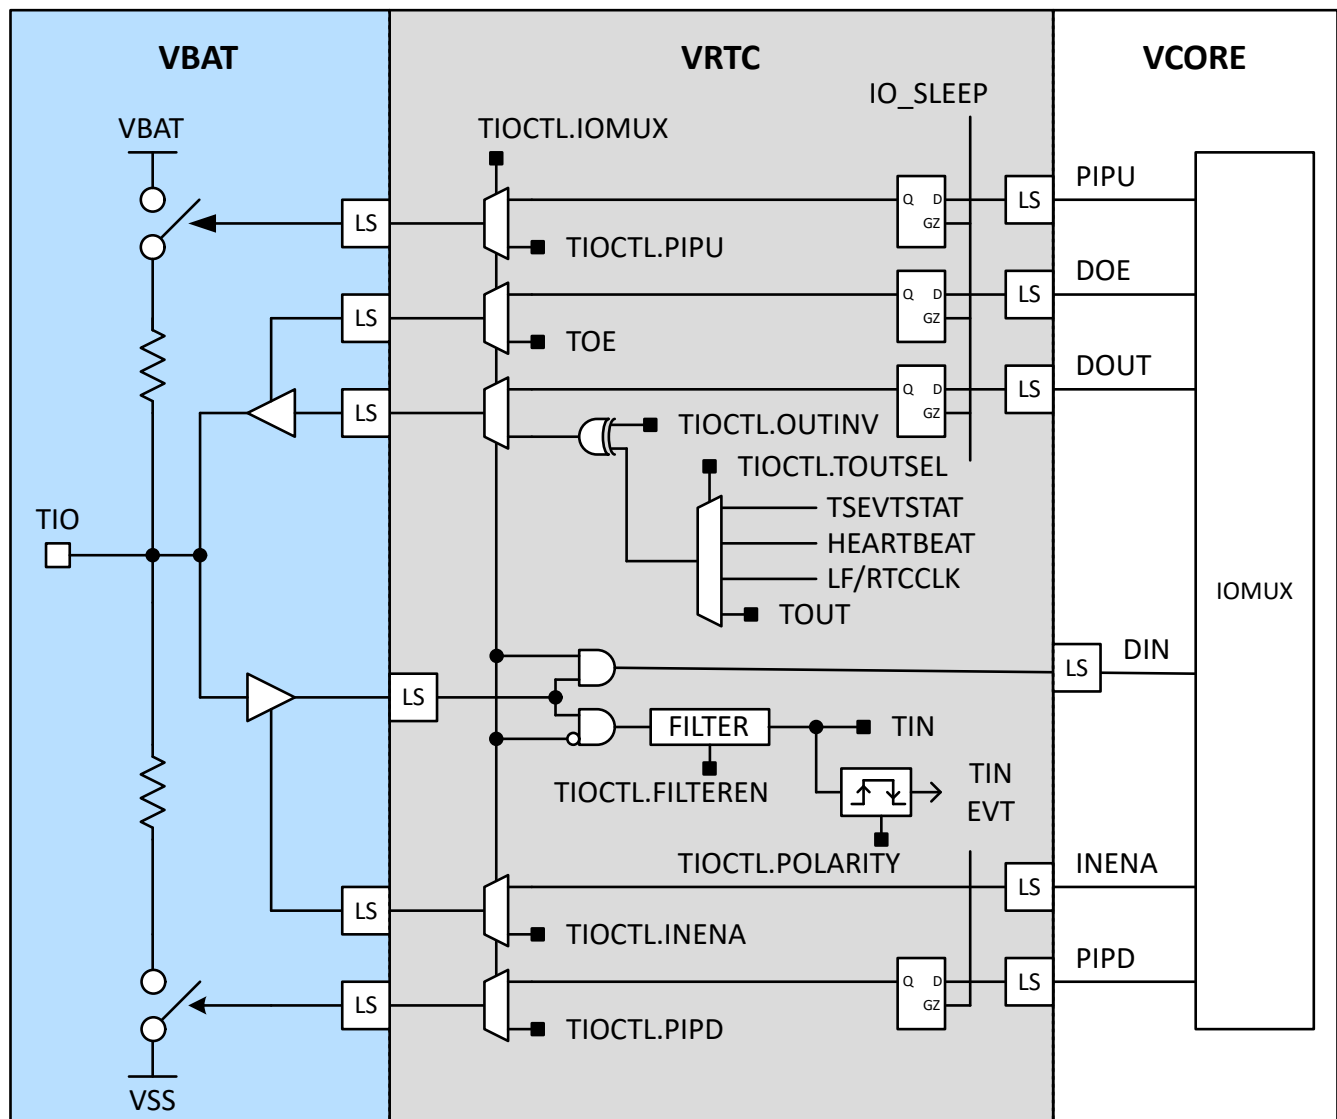 VBAT
VRTC
VCORE
IO_SLEEP
VBAT
TIOCTL.IOMUX
PIPU
LS
Q D
GZ
LS
TIOCTL.PIPU
DOE
LS
Q D
GZ
LS
TOE
DOUT
LS
Q D
GZ
LS
TIOCTL.OUTINV
TIOCTL.TOUTSEL
TSEVTSTAT
HEARTBEAT
LF/RTCCLK
TOUT
TIO
IOMUX
DIN
LS
LS
FILTER
TIN
TIOCTL.FILTEREN
TIN
EVT
TIOCTL.POLARITY
INENA
LS
LS
TIOCTL.INENA
PIPD
LS
Q D
GZ
LS
TIOCTL.PIPD
VSS